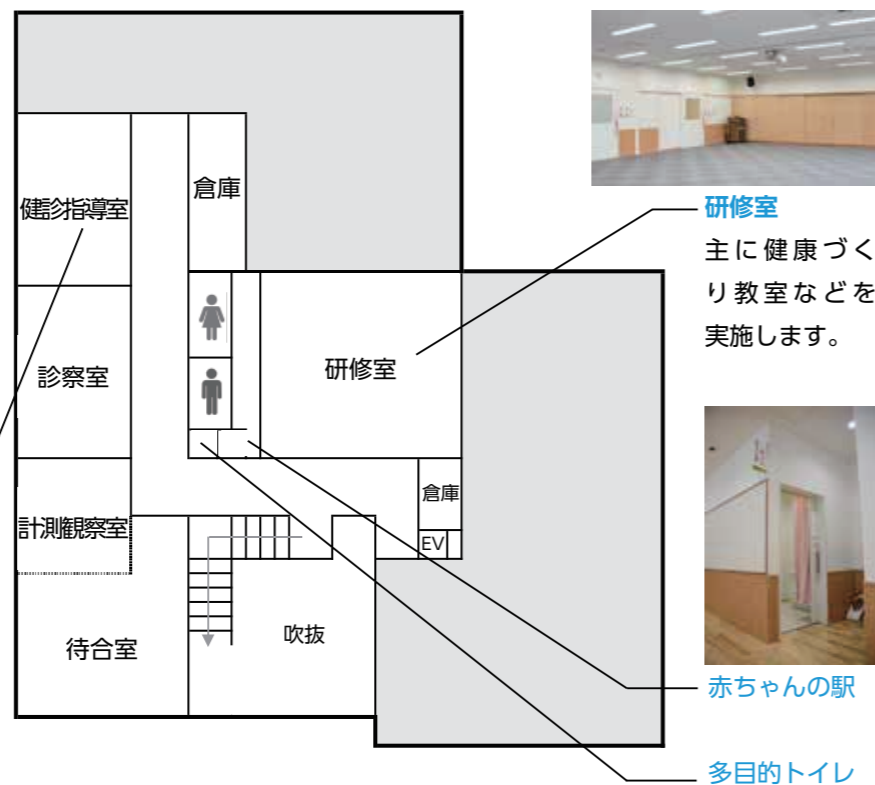 健診指導室
倉庫
研修室
主に健康づく
り教室などを
実施します。
診察室
研修室
計測観察室
倉庫
EV
待合室
吹抜
赤ちゃんの駅
多目的トイレ